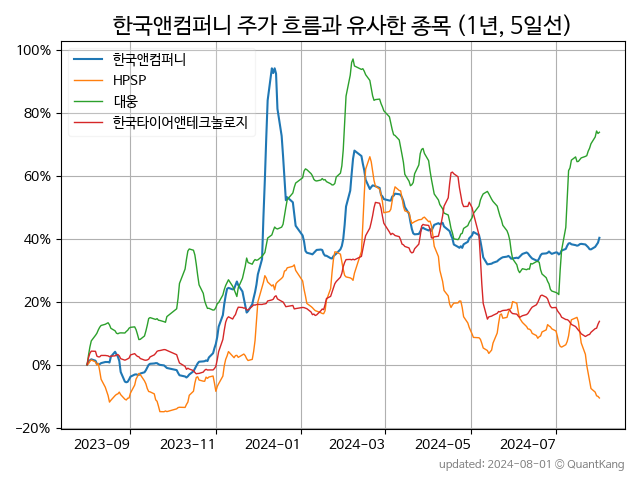 한국앤컴퍼니 주가 흐름과 유사한 종목 (1년, 5일선)
한국앤컴퍼니
HPSP
대웅
한국타이어앤테크놀로지
100%
80%
60%
40%
20%
0%
−20%
2023-09 2023-11 2024-01 2024-03 2024-05 2024-07
updated: 2024-08-01 © QuantKang